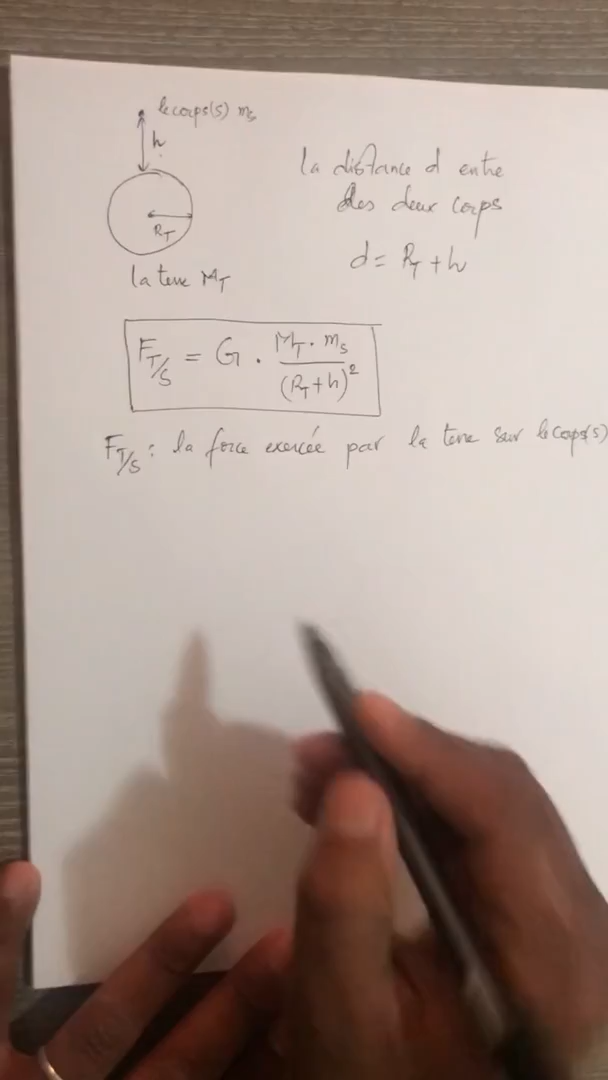 le corps(s) ms
h
RT
la terre MT
la distance d entre
des deux corps
d = RT + h
FT/S = G . MT . mS / (RT + h)²
FT/S : la force exercée par la terre sur le corps(s)